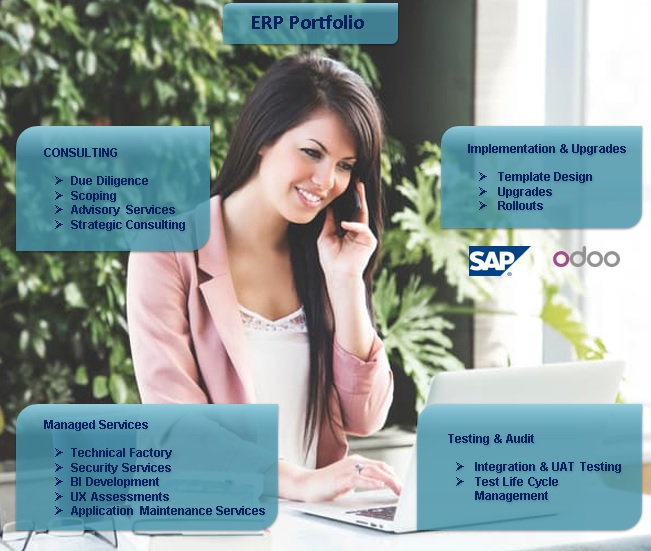 ERP Portfolio
CONSULTING
➢ Due Diligence
➢ Scoping
➢ Advisory Services
➢ Strategic Consulting
Implementation & Upgrades
➢ Template Design
➢ Upgrades
➢ Rollouts
SAP®
odoo
Managed Services
➢ Technical Factory
➢ Security Services
➢ BI Development
➢ UX Assessments
➢ Application Maintenance Services
Testing & Audit
➢ Integration & UAT Testing
➢ Test Life Cycle
Management